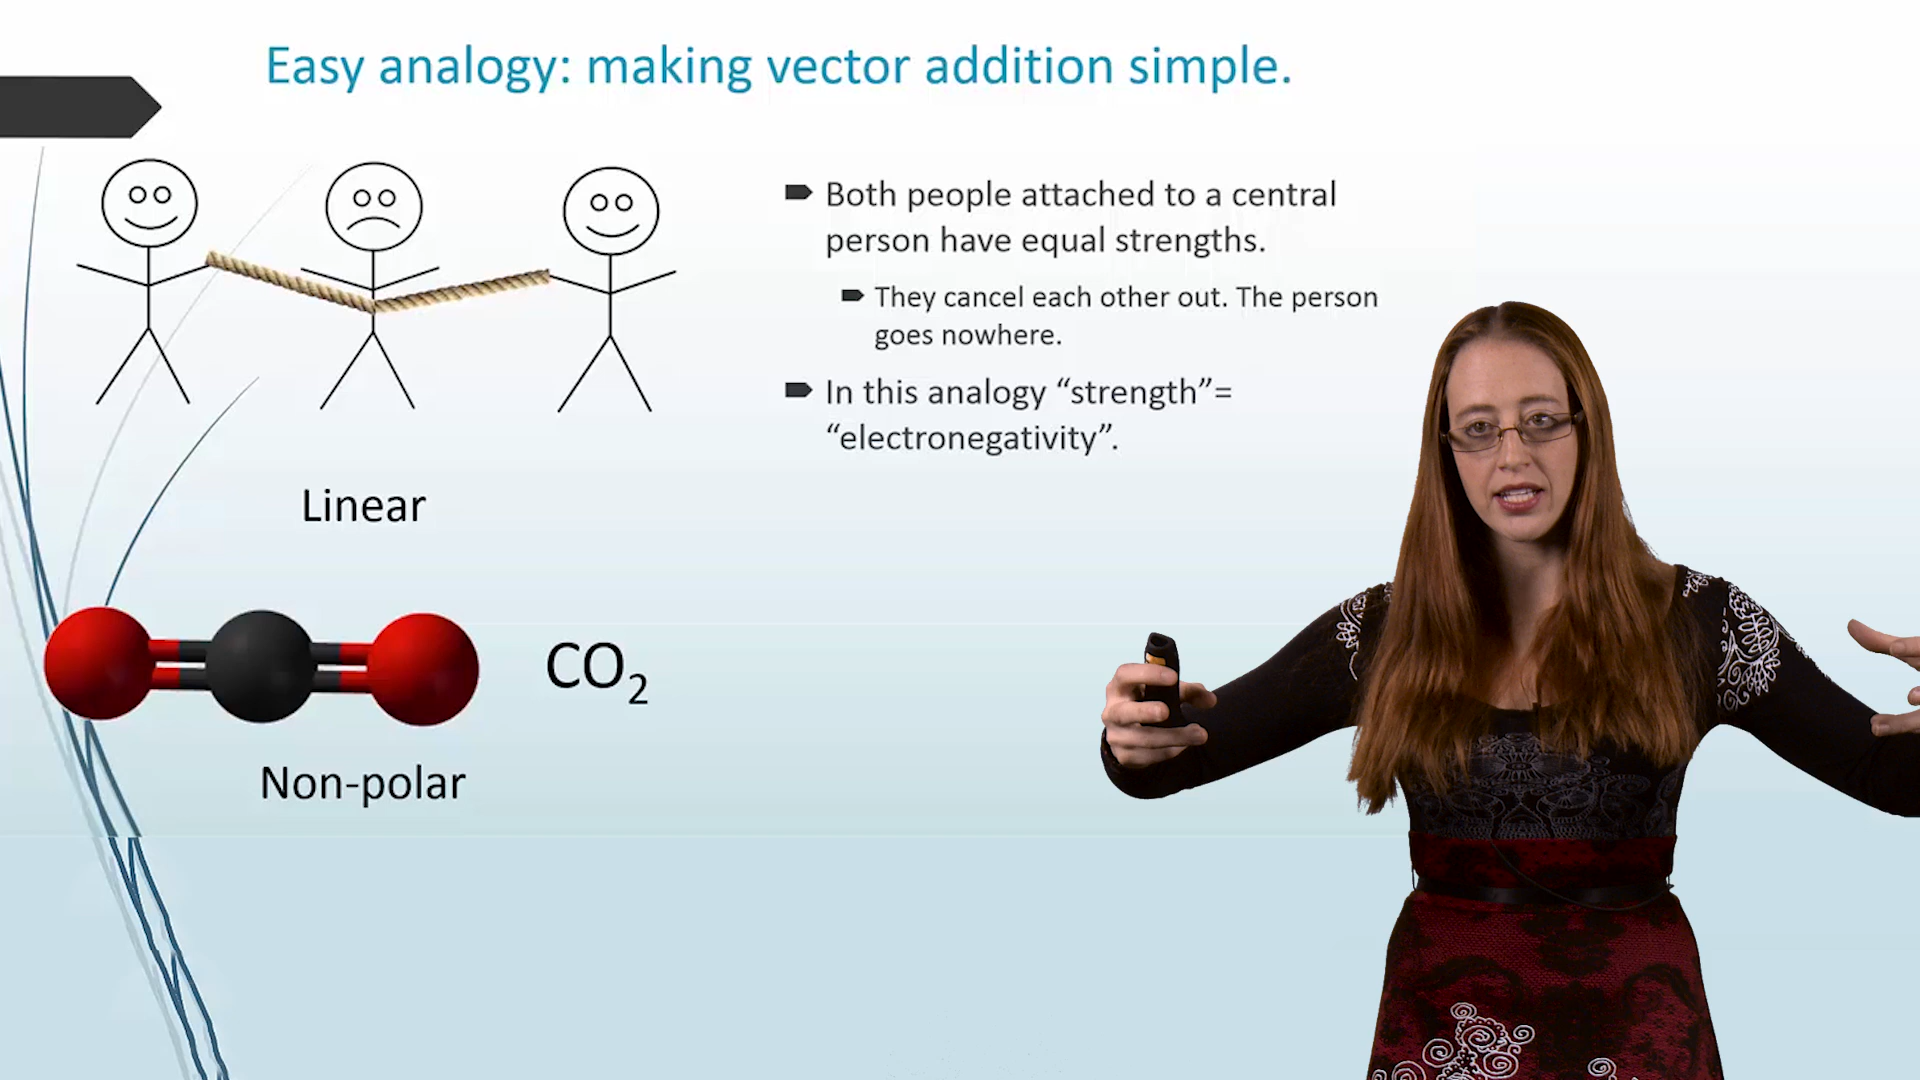 Easy analogy: making vector addition simple.
Both people attached to a central
person have equal strengths.
They cancel each other out. The person
goes nowhere.
In this analogy “strength”=
“electronegativity”.
Linear
CO₂
Non-polar